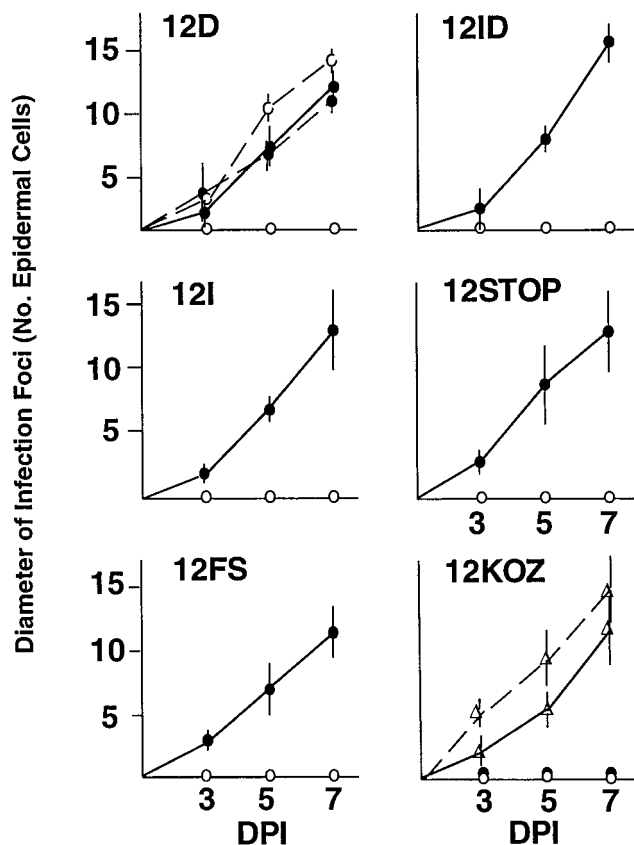 Diameter of Infection Foci (No. Epidermal Cells)
12D
15
10
5
12ID
12I
15
10
5
12STOP
3 5 7
12FS
15
10
5
3 5 7
DPI
12KOZ
3 5 7
DPI